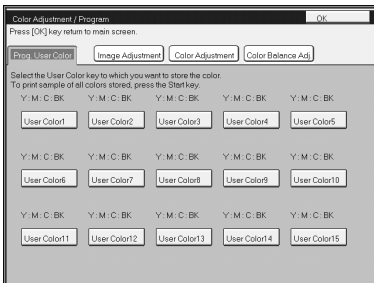 Color Adjustment / Program OK
Press [OK] key return to main screen.
Prog. User Color Image Adjustment Color Adjustment Color Balance Adj.
Select the User Color key to which you want to store the color.
To print sample of all colors stored, press the Start key.
Y : M : C : BK Y : M : C : BK Y : M : C : BK Y : M : C : BK Y : M : C : BK
User Color1 User Color2 User Color3 User Color4 User Color5
Y : M : C : BK Y : M : C : BK Y : M : C : BK Y : M : C : BK Y : M : C : BK
User Color6 User Color7 User Color8 User Color9 User Color10
Y : M : C : BK Y : M : C : BK Y : M : C : BK Y : M : C : BK Y : M : C : BK
User Color11 User Color12 User Color13 User Color14 User Color15